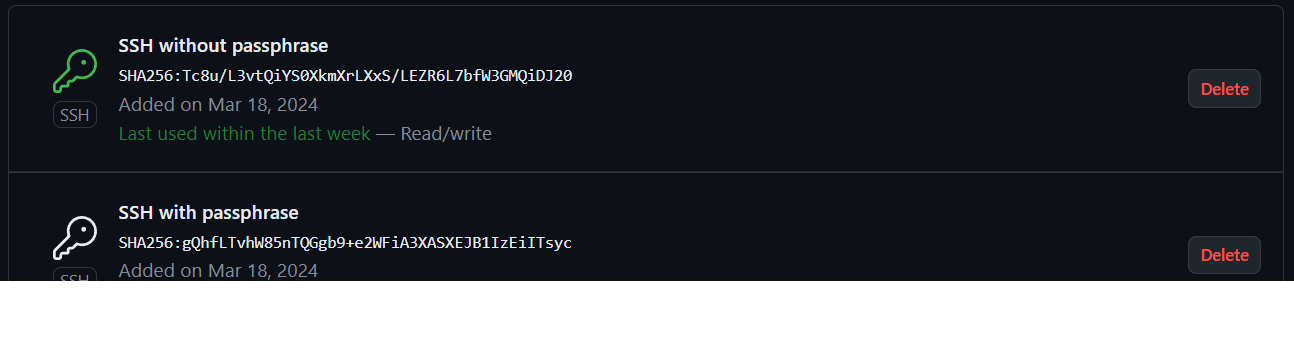 SSH without passphrase
SHA256:Tc8u/L3vtQiYS0XkmXrLXxS/LEZR6L7bfW3GMQiDJ20
Delete
SSH
Added on Mar 18, 2024
Last used within the last week — Read/write
SSH with passphrase
SHA256:gQhfLTvhW85nTQGgb9+e2WFiA3XASXEJB1IzEiITsyc
Delete
SSH
Added on Mar 18, 2024